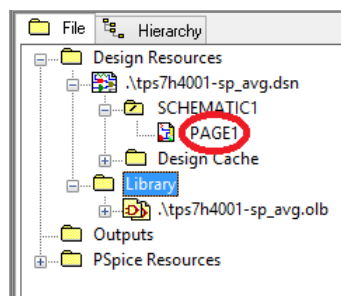 File Hierarchy
Design Resources
.\tps7h4001-sp_avg.dsn
SCHEMATIC1
PAGE1
Design Cache
Library
.\tps7h4001-sp_avg.olb
Outputs
PSpice Resources